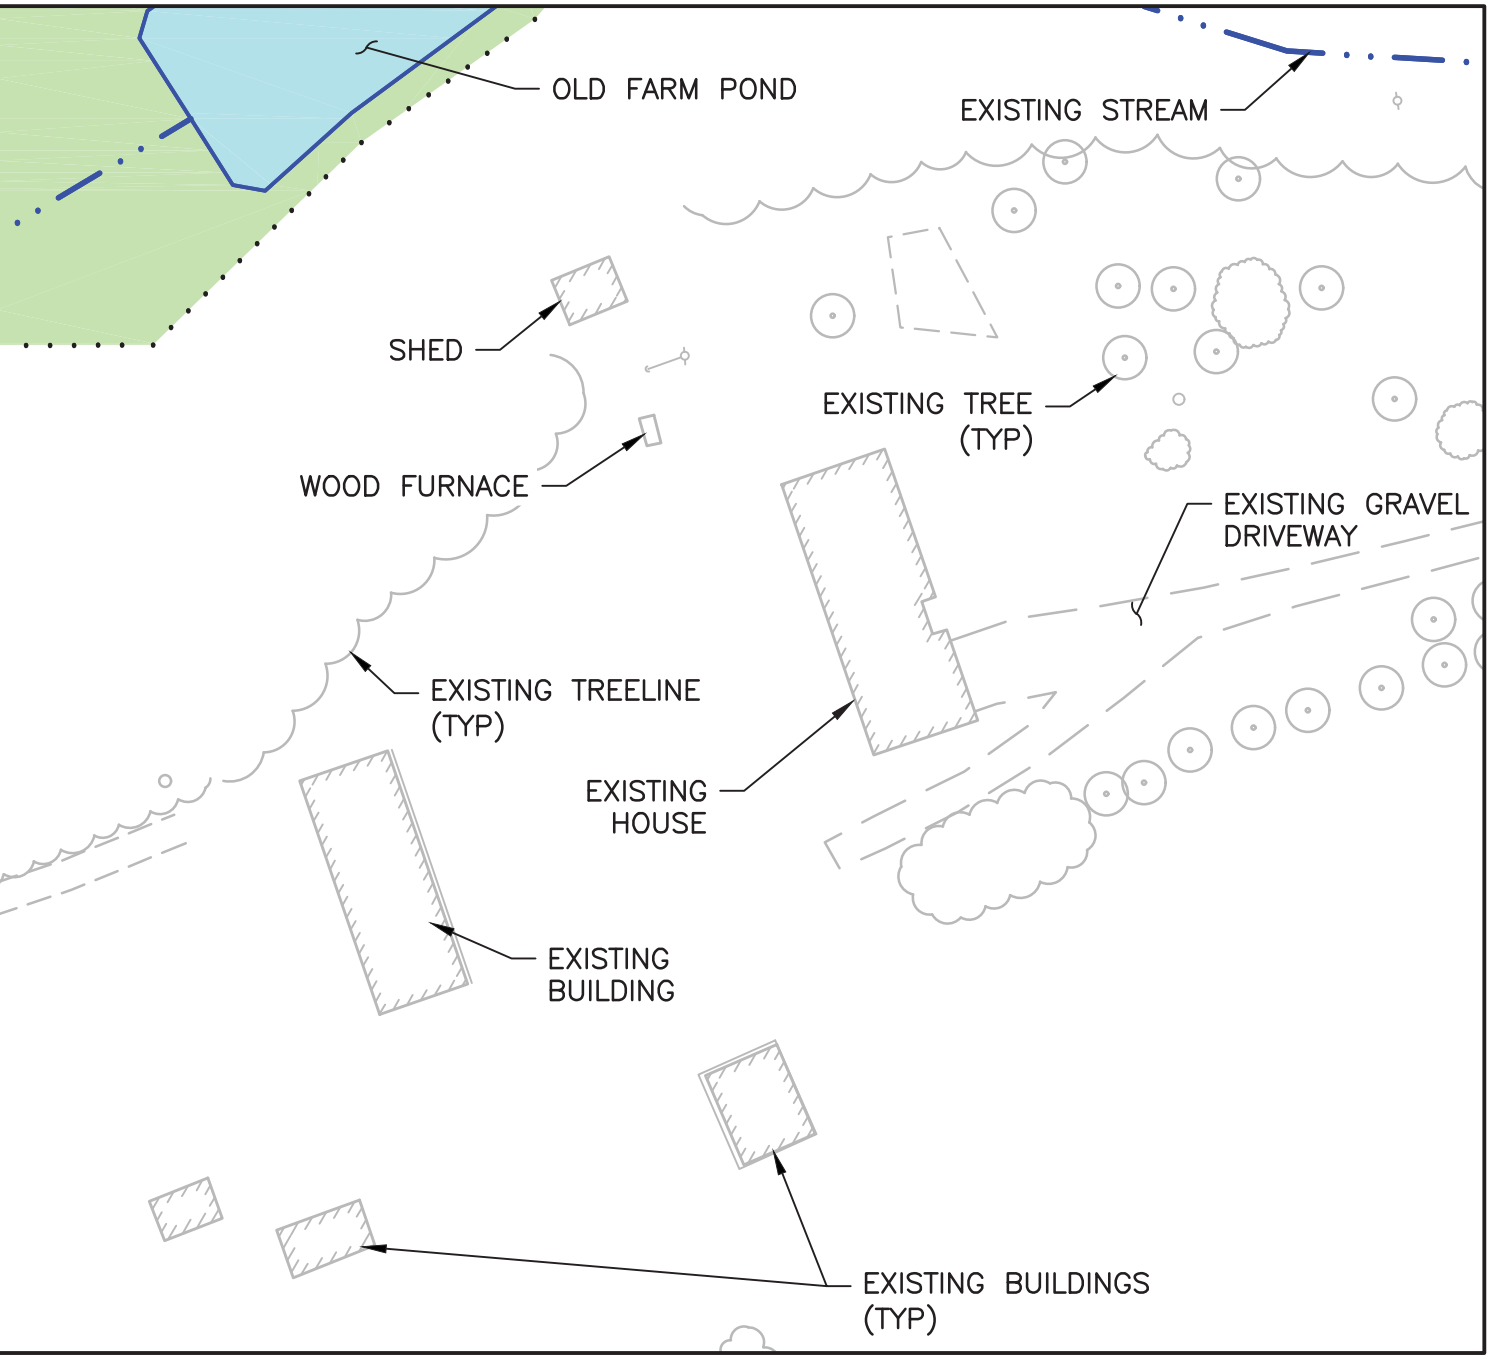 OLD FARM POND
EXISTING STREAM
SHED
EXISTING TREE
(TYP)
WOOD FURNACE
EXISTING GRAVEL
DRIVEWAY
EXISTING TREELINE
(TYP)
EXISTING
HOUSE
EXISTING
BUILDING
EXISTING BUILDINGS
(TYP)